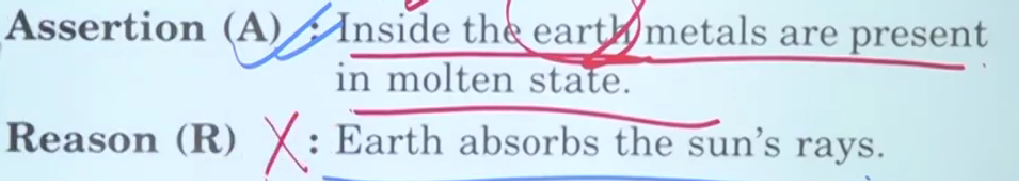 Assertion (A) : Inside the earth metals are present
in molten state.
Reason (R) : Earth absorbs the sun's rays.